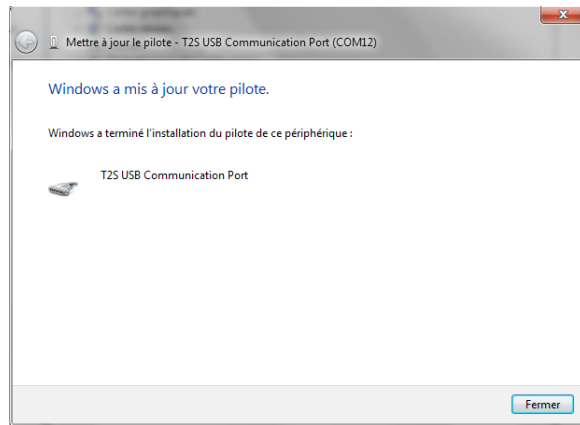 Mettre à jour le pilote - T2S USB Communication Port (COM12)
Windows a mis à jour votre pilote.
Windows a terminé l'installation du pilote de ce périphérique :
T2S USB Communication Port
Fermer